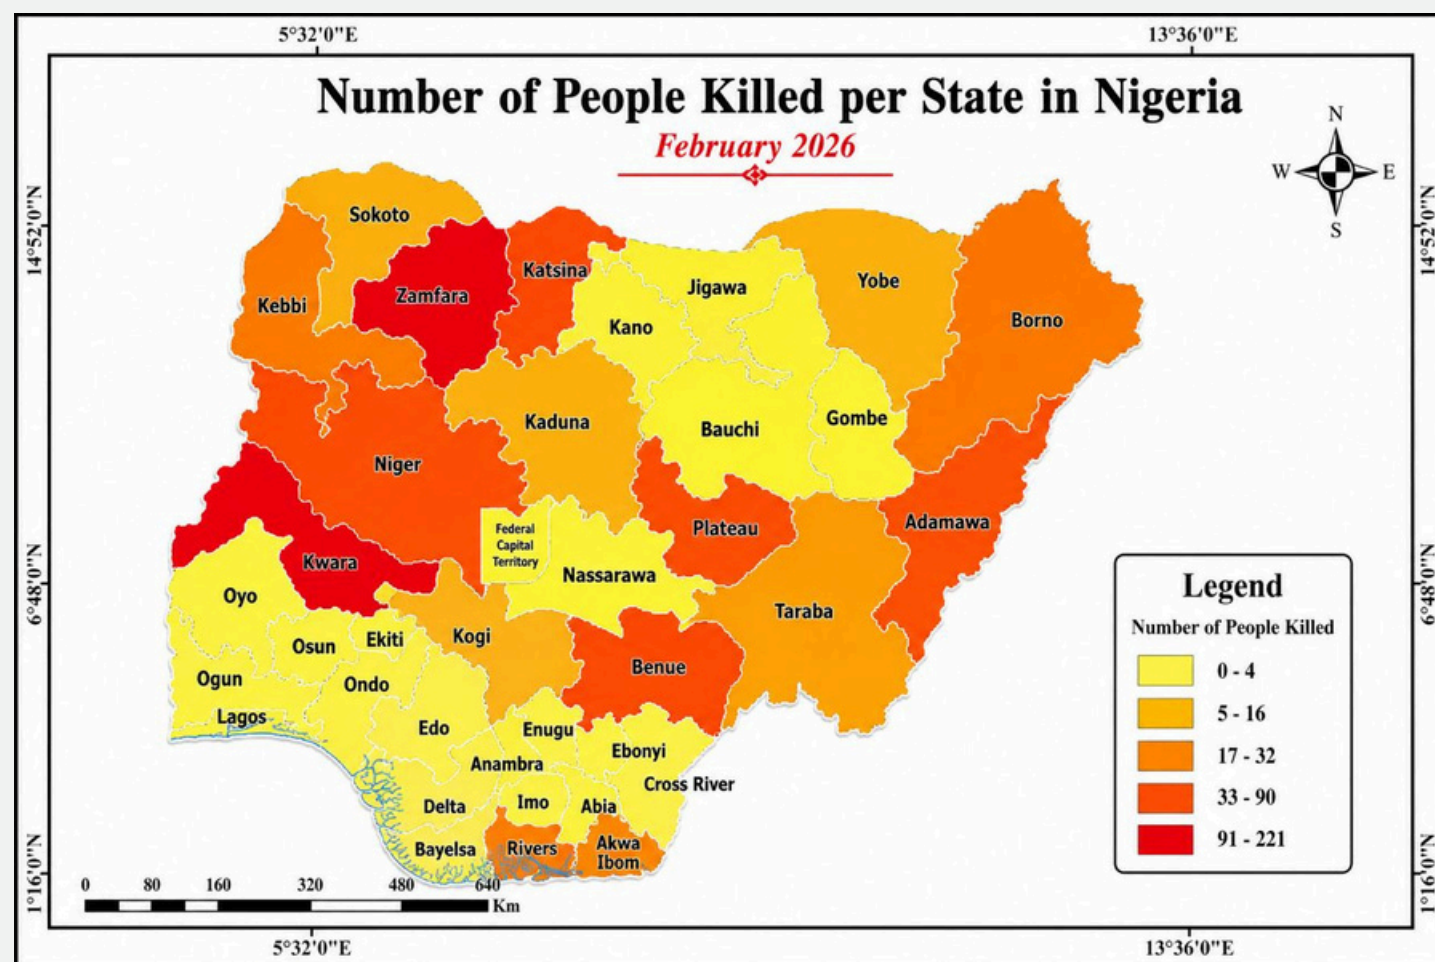 5°32'0"E
13°36'0"E
Number of People Killed per State in Nigeria
February 2026
N
W
E
S
14°52'0"N
14°52'0"N
Sokoto
Katsina
Zamfara
Kebbi
Jigawa
Kano
Yobe
Borno
Kaduna
Bauchi
Gombe
Niger
Federal
Capital
Territory
Plateau
Adamawa
Kwara
Nassarawa
Taraba
6°48'0"N
6°48'0"N
Oyo
Osun
Ekiti
Kogi
Benue
Ogun
Ondo
Lagos
Edo
Enugu
Ebonyi
Anambra
Cross River
Delta
Imo
Abia
Bayelsa
Rivers
Akwa
Ibom
Legend
Number of People Killed
0 - 4
5 - 16
17 - 32
33 - 90
91 - 221
1°16'0"N
1°16'0"N
0 80 160 320 480 640
Km
5°32'0"E
13°36'0"E